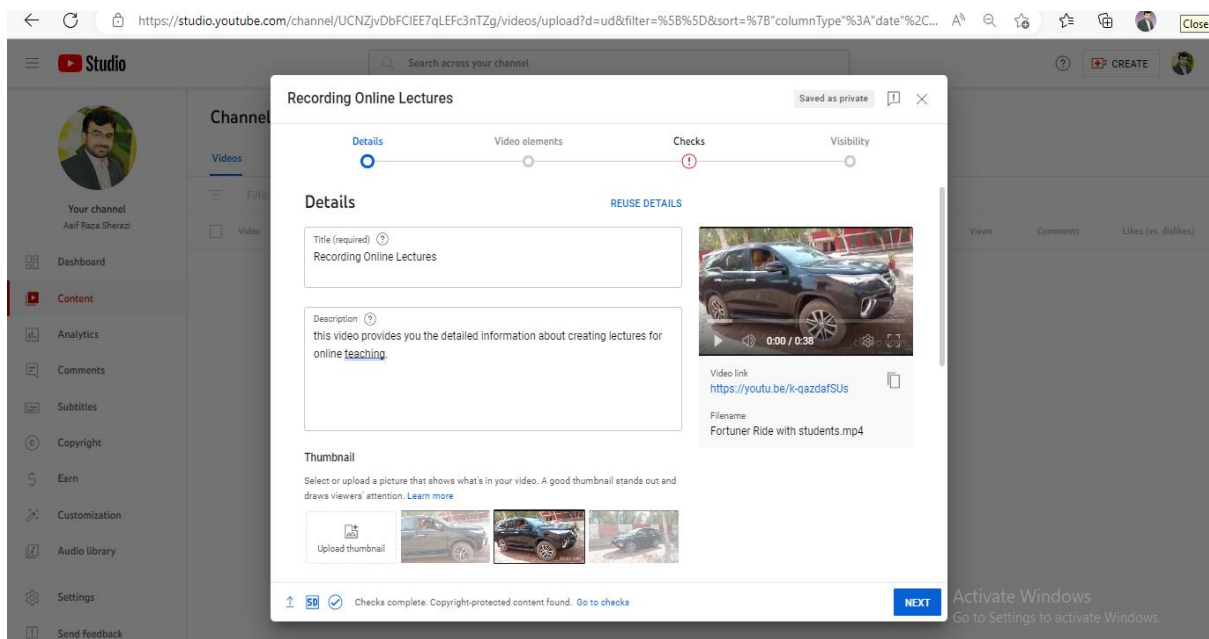 https://studio.youtube.com/channel/UCNZjvDbFCIEE7qLEFc3nTZg/videos/upload?d=ud&filter=%5B%5D&sort=%7B"columnType"%3A"date"%2C...
Close
Studio
Search across your channel
CREATE
Your channel
Asif Raza Sherazi
Dashboard
Content
Analytics
Comments
Subtitles
Copyright
Earn
Customization
Audio library
Settings
Send feedback
Channel
Videos
Filter
Video
Views
Comments
Likes (vs. dislikes)
Recording Online Lectures
Saved as private
Details
Video elements
Checks
Visibility
Details
REUSE DETAILS
Title (required)
Recording Online Lectures
Description
this video provides you the detailed information about creating lectures for
online teaching.
0:00 / 0:38
Video link
https://youtu.be/k-qazdafSUs
Filename
Fortuner Ride with students.mp4
Thumbnail
Select or upload a picture that shows what's in your video. A good thumbnail stands out and
draws viewers' attention. Learn more
Upload thumbnail
SD
Checks complete. Copyright-protected content found. Go to checks
NEXT
Activate Windows
Go to Settings to activate Windows.